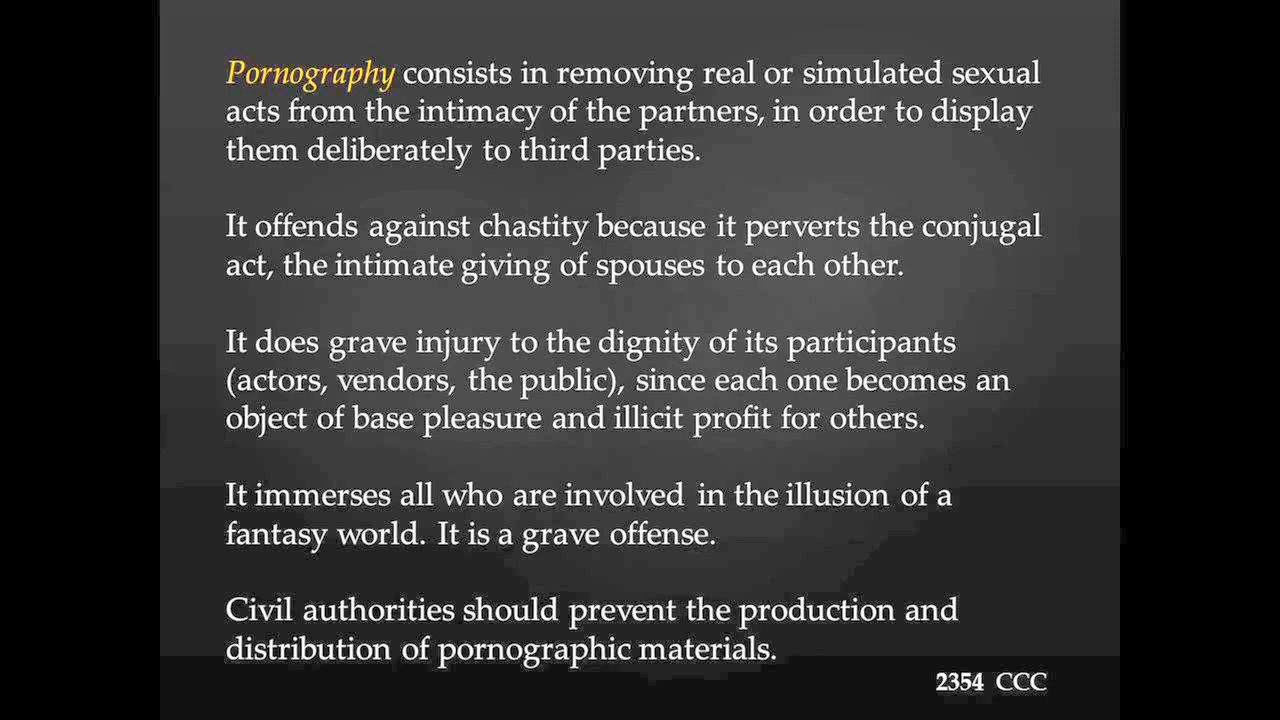 Pornography consists in removing real or simulated sexual
acts from the intimacy of the partners, in order to display
them deliberately to third parties.
It offends against chastity because it perverts the conjugal
act, the intimate giving of spouses to each other.
It does grave injury to the dignity of its participants
(actors, vendors, the public), since each one becomes an
object of base pleasure and illicit profit for others.
It immerses all who are involved in the illusion of a
fantasy world. It is a grave offense.
Civil authorities should prevent the production and
distribution of pornographic materials.
2354 CCC